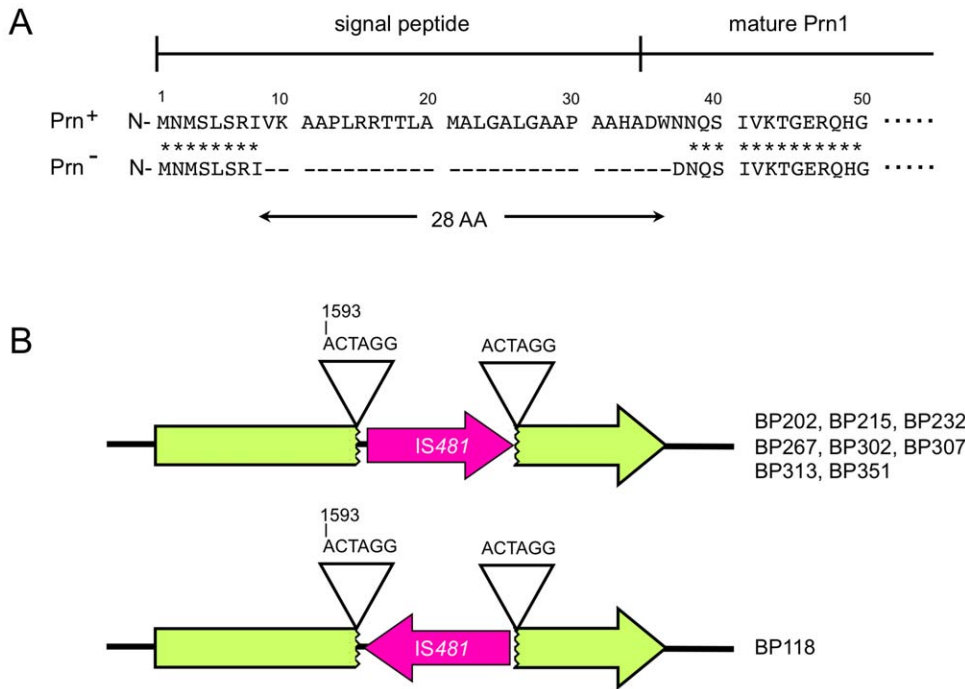 A
signal peptide mature Prn1
1 10 20 30 40 50
Prn+ N- MNMSLSRIVK AAPLRRTTLA MALGALGAAP AAHADWNNQS IVKTGERQHG ·····
******** *** **********
Prn- N- MNMSLSRI-- ---------- ---------- ------DNQS IVKTGERQHG ·····
28 AA
B
1593
ACTAGG ACTAGG
IS481
BP202, BP215, BP232
BP267, BP302, BP307
BP313, BP351
1593
ACTAGG ACTAGG
IS481
BP118